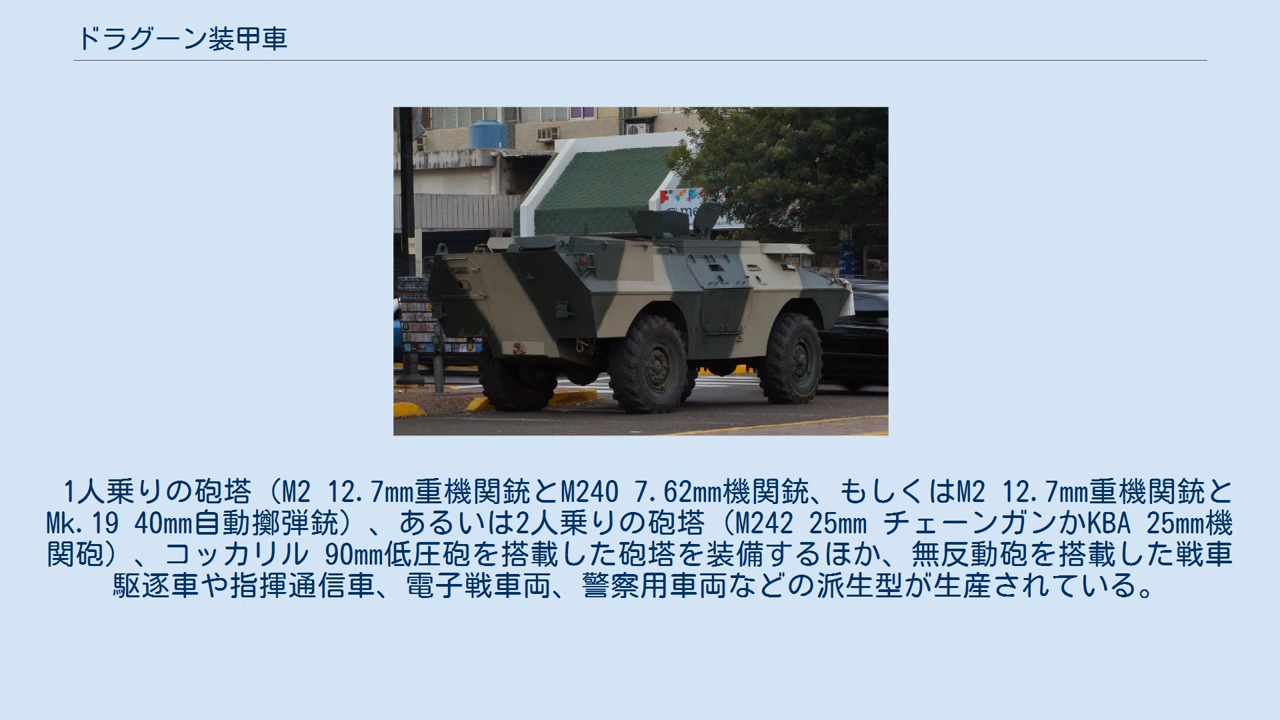 ドラグーン装甲車
me
1人乗りの砲塔（M2 12.7mm重機関銃とM240 7.62mm機関銃、もしくはM2 12.7mm重機関銃と
Mk.19 40mm自動擲弾銃）、あるいは2人乗りの砲塔（M242 25mm チェーンガンかKBA 25mm機
関砲）、コッカリル 90mm低圧砲を搭載した砲塔を装備するほか、無反動砲を搭載した戦車
駆逐車や指揮通信車、電子戦車両、警察用車両などの派生型が生産されている。